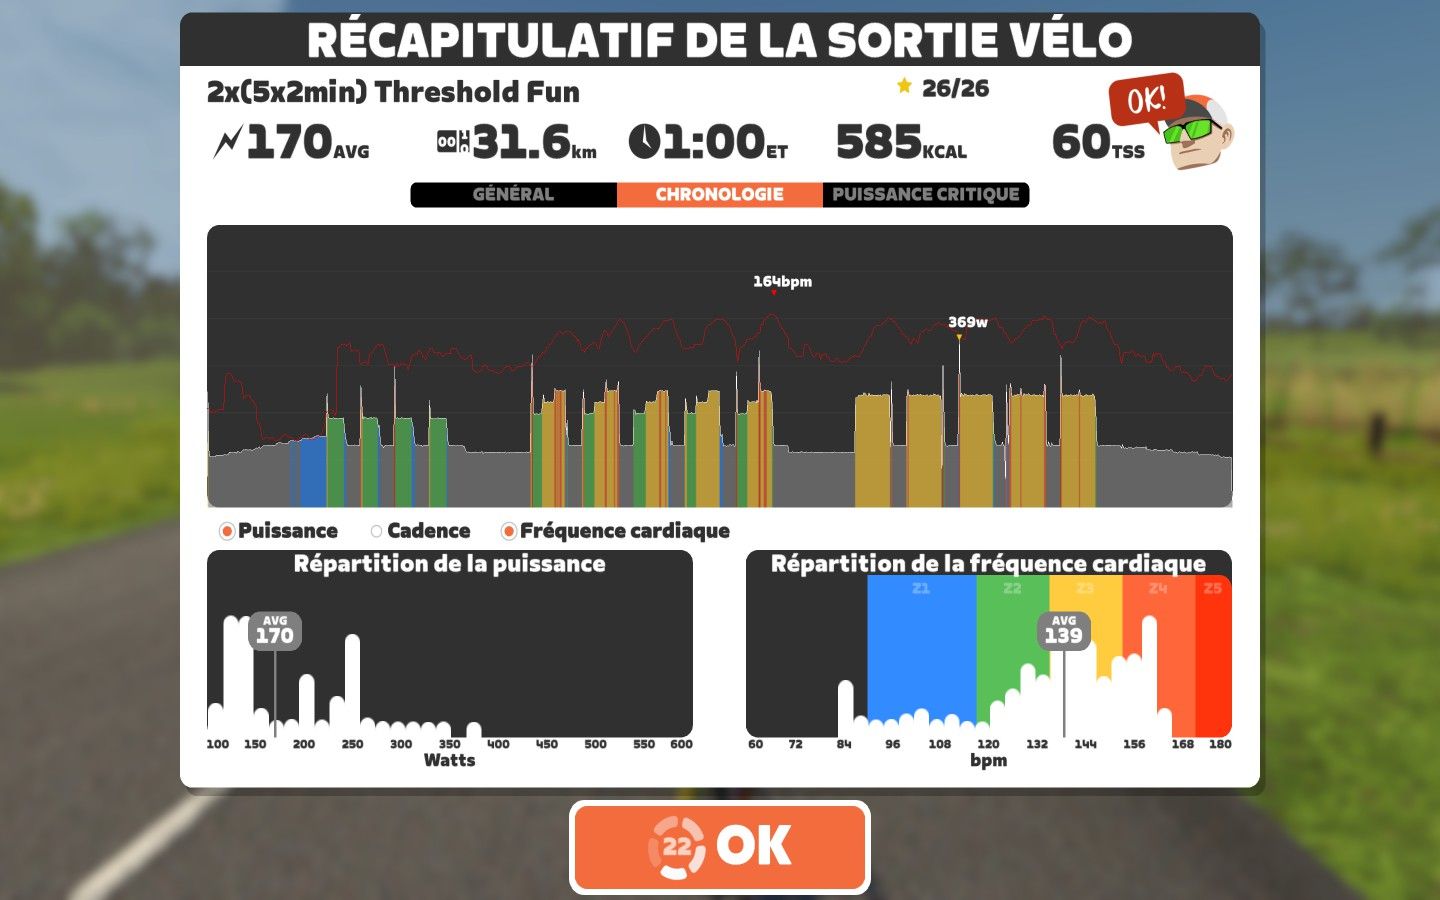 RÉCAPITULATIF DE LA SORTIE VÉLO
2x(5x2min) Threshold Fun
26/26
OK!
170AVG
31.6km
1:00ET
585KCAL
60TSS
GÉNÉRAL
CHRONOLOGIE
PUISSANCE CRITIQUE
164bpm
369w
Puissance
Cadence
Fréquence cardiaque
Répartition de la puissance
AVG
170
100 150 200 250 300 350 400 450 500 550 600
Watts
Répartition de la fréquence cardiaque
Z1 Z2 Z3 Z4 Z5
AVG
139
60 72 84 96 108 120 132 144 156 168 180
bpm
22
OK